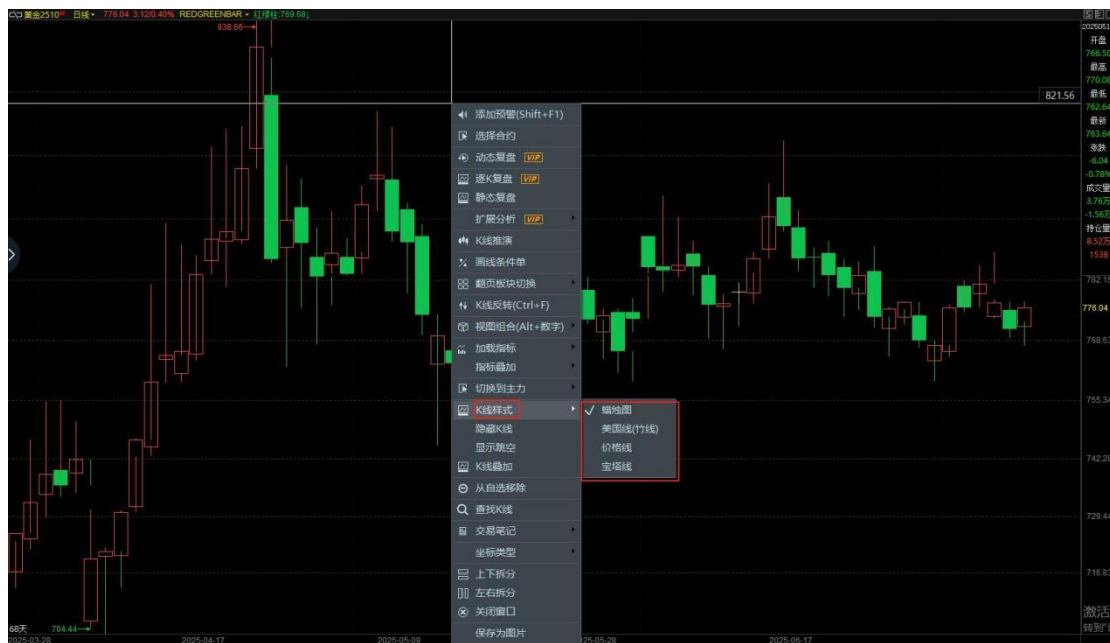 黄金2510 日线 776.04 3.12/0.40% REDGREENBAR 红绿柱:769.68↓
838.66
202505
开盘
766.50
最高
770.06
821.56
最低
762.64
最新
763.64
涨跌
-6.04
-0.78%
成交量
3.76万
-1.56万
持仓量
8.52万
1538
782.15
776.04
768.63
755.34
742.28
729.44
716.83
添加预警(Shift+F1)
选择合约
动态复盘 VIP
逐K复盘 VIP
静态复盘
扩展分析 VIP
K线推演
画线条件单
翻页板块切换
K线反转(Ctrl+F)
视图组合(Alt+数字)
加载指标
指标叠加
切换到主力
K线样式
隐藏K线
显示跳空
K线叠加
从自选移除
查找K线
交易笔记
坐标类型
上下拆分
左右拆分
关闭窗口
保存为图片
蜡烛图
美国线(竹线)
价格线
宝塔线
激活
转到"
68天
704.44
2025-03-28 2025-04-17 2025-05-09 25-05-28 2025-06-17